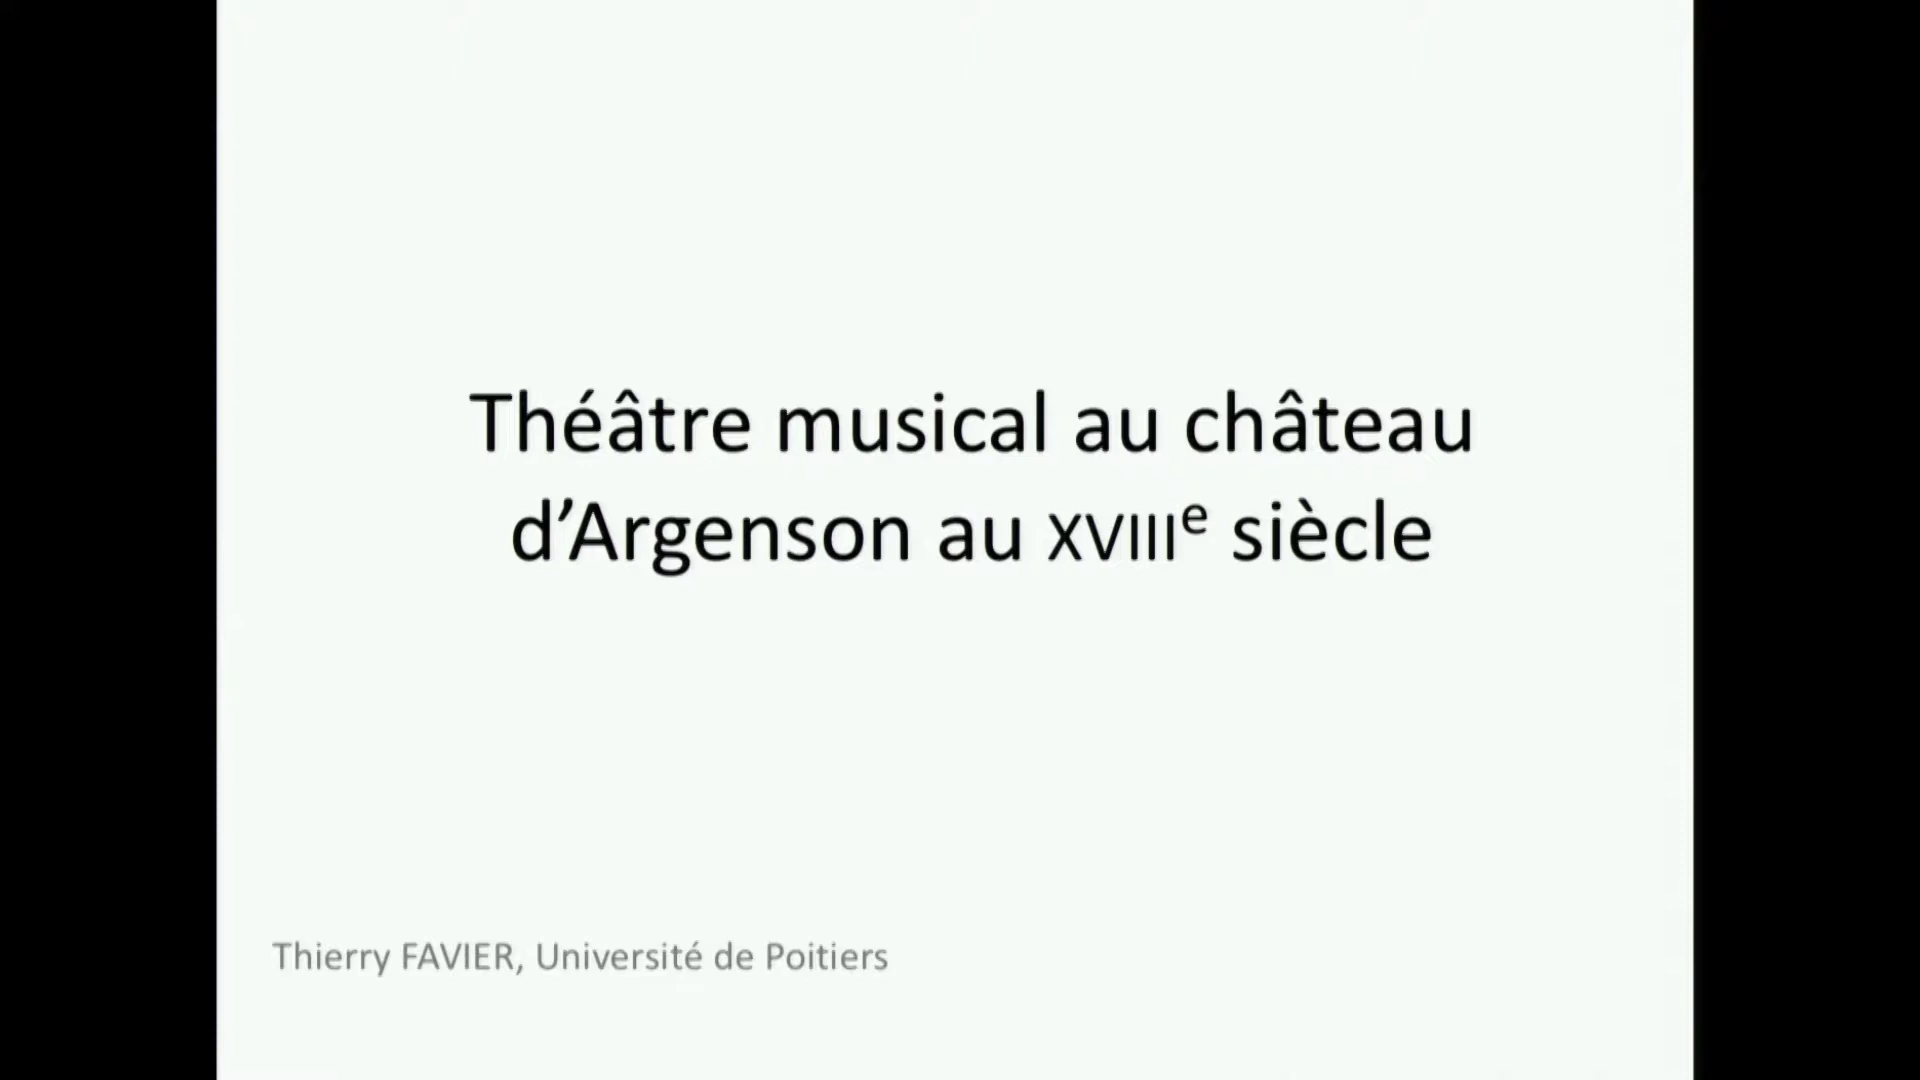 Théâtre musical au château
d’Argenson au XVIIIe siècle
Thierry FAVIER, Université de Poitiers